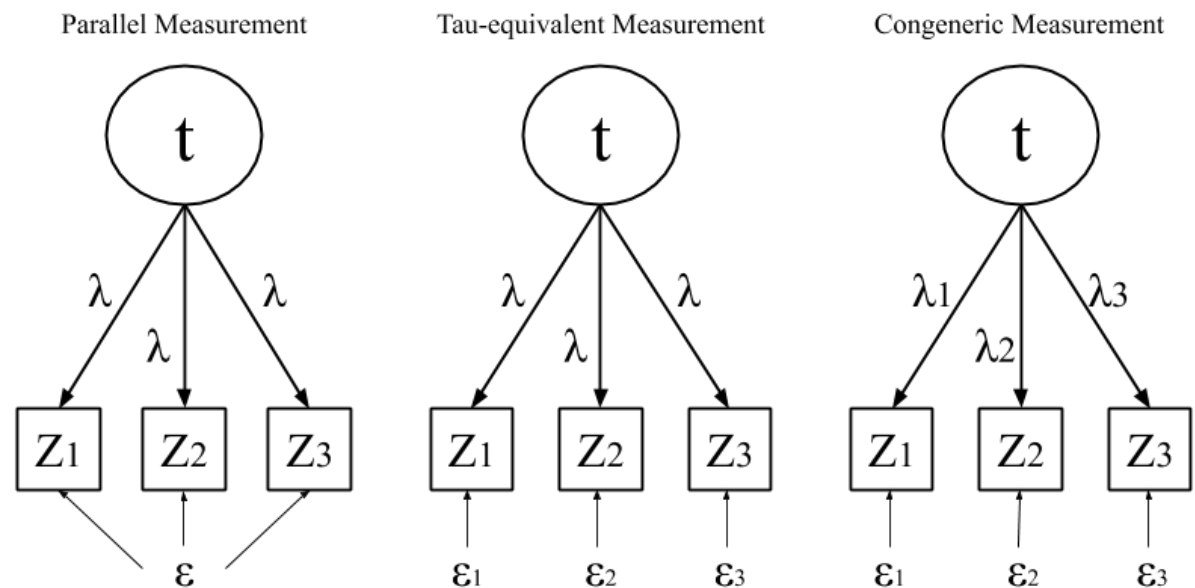 Parallel Measurement
t
λ
λ
λ
Z1
Z2
Z3
ε
Tau-equivalent Measurement
t
λ
λ
λ
Z1
Z2
Z3
ε1
ε2
ε3
Congeneric Measurement
t
λ1
λ3
λ2
Z1
Z2
Z3
ε1
ε2
ε3